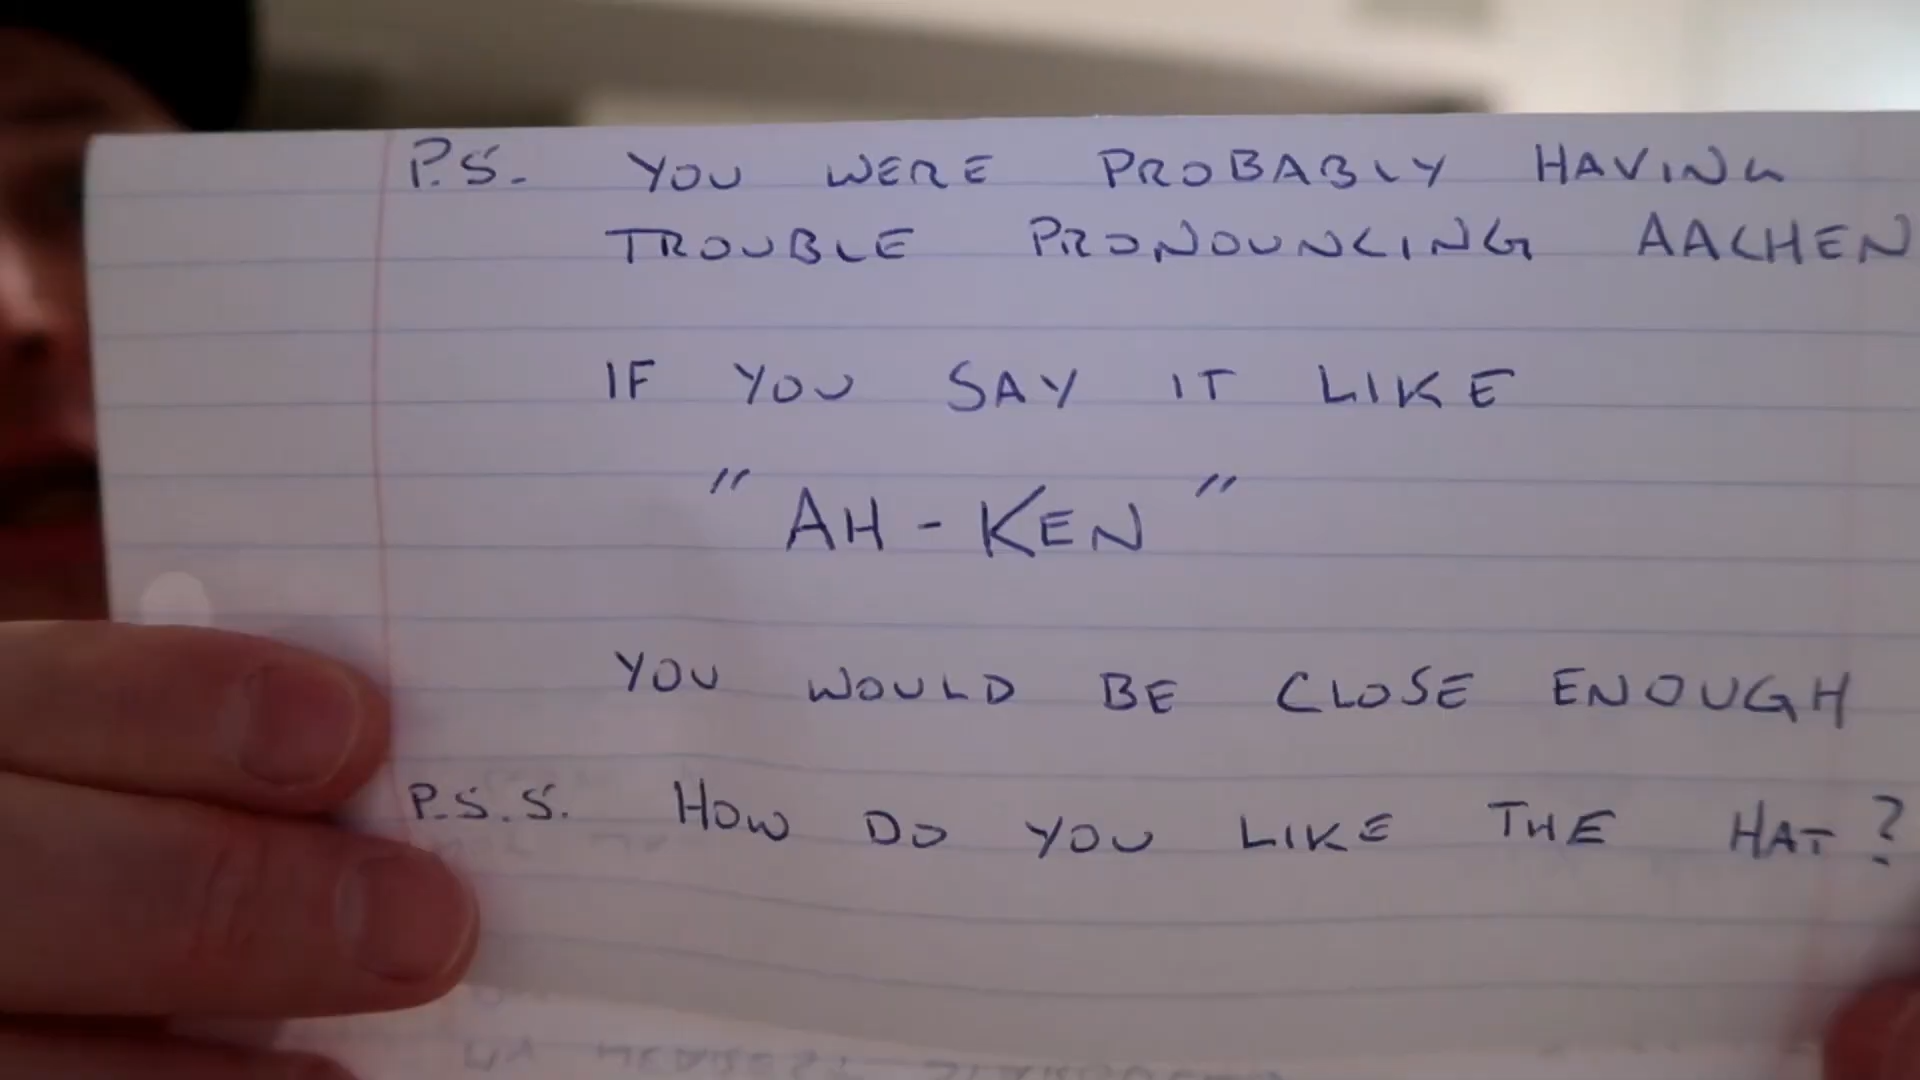 P.S. YOU WERE PROBABLY HAVING
TROUBLE PRONOUNCING AACHEN
IF YOU SAY IT LIKE
"AH-KEN"
YOU WOULD BE CLOSE ENOUGH
P.S.S. HOW DO YOU LIKE THE HAT?